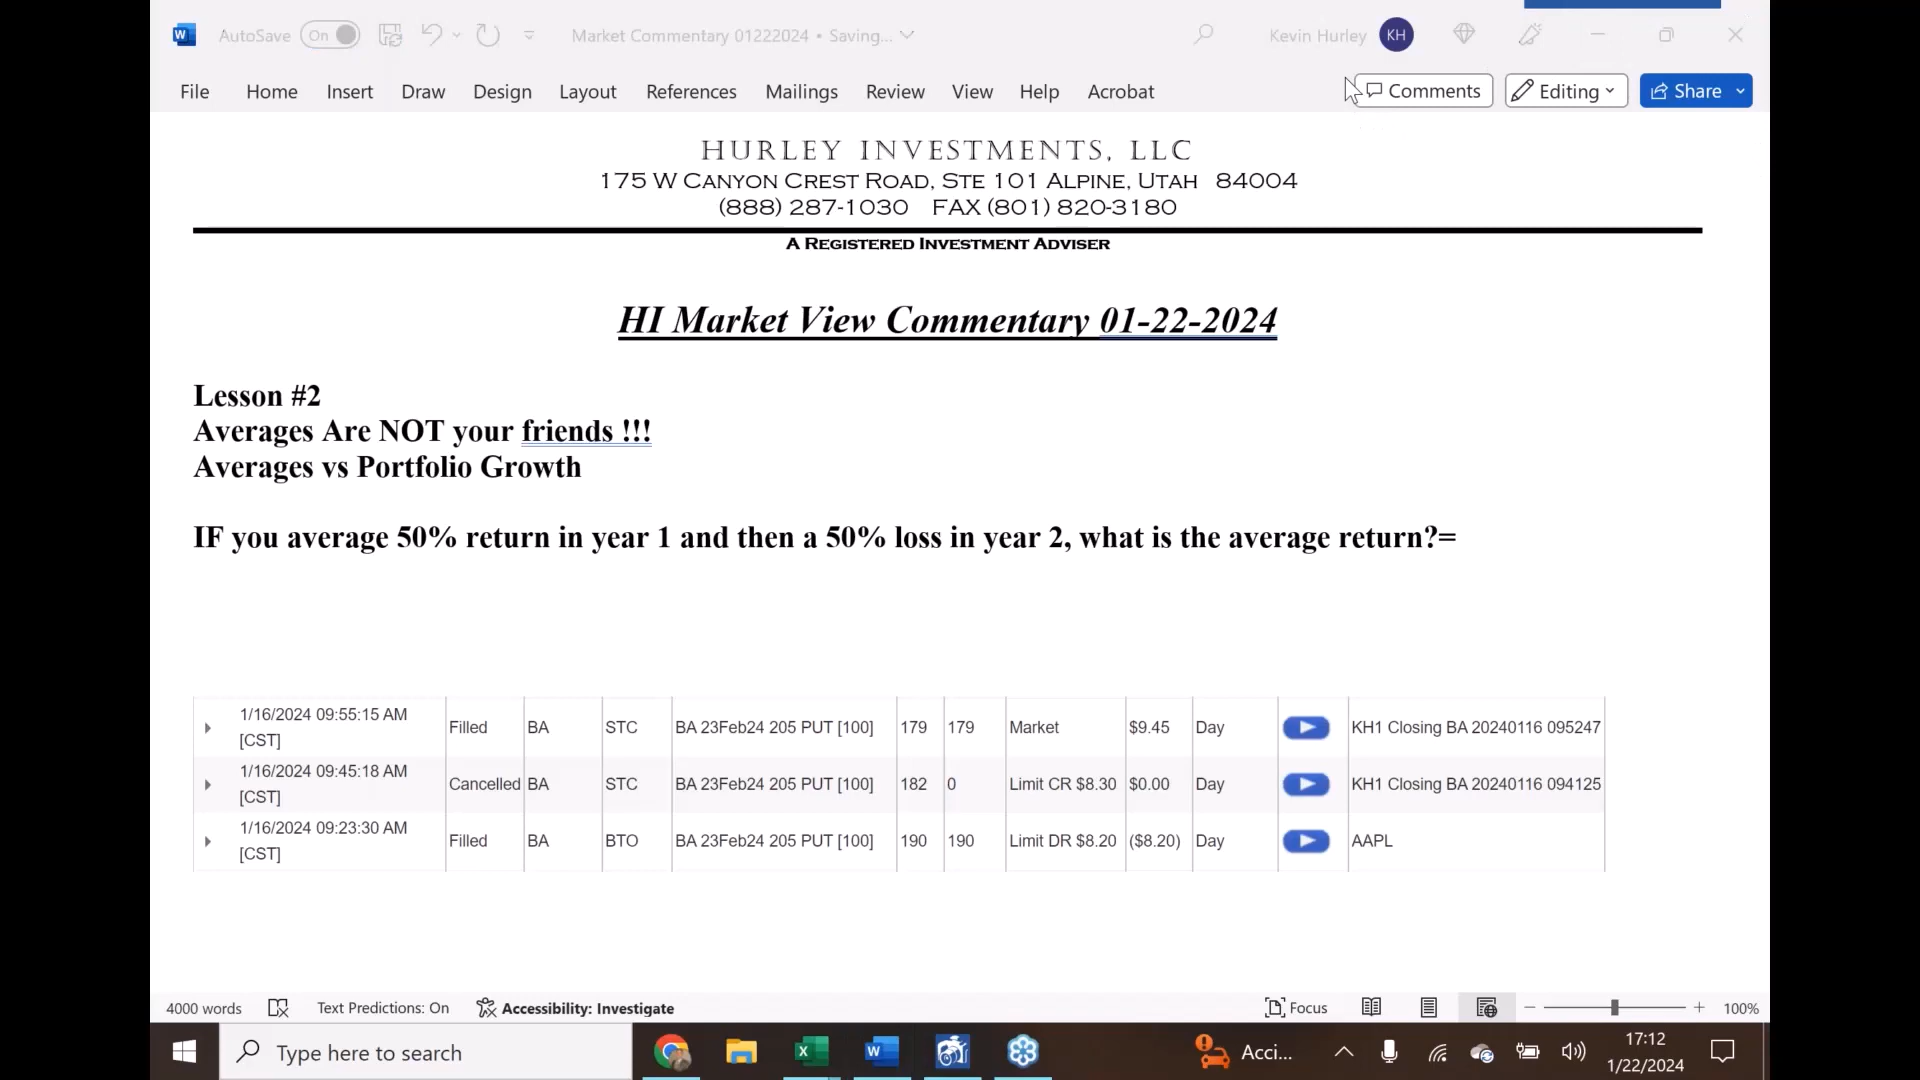 AutoSave On Market Commentary 01222024 • Saving... Kevin Hurley KH
File Home Insert Draw Design Layout References Mailings Review View Help Acrobat Comments Editing Share
HURLEY INVESTMENTS, LLC
175 W CANYON CREST ROAD, STE 101 ALPINE, UTAH 84004
(888) 287-1030 FAX (801) 820-3180
A REGISTERED INVESTMENT ADVISER
HI Market View Commentary 01-22-2024
Lesson #2
Averages Are NOT your friends !!!
Averages vs Portfolio Growth
IF you average 50% return in year 1 and then a 50% loss in year 2, what is the average return?=
1/16/2024 09:55:15 AM
[CST] Filled BA STC BA 23Feb24 205 PUT [100] 179 179 Market $9.45 Day KH1 Closing BA 20240116 095247
1/16/2024 09:45:18 AM
[CST] Cancelled BA STC BA 23Feb24 205 PUT [100] 182 0 Limit CR $8.30 $0.00 Day KH1 Closing BA 20240116 094125
1/16/2024 09:23:30 AM
[CST] Filled BA BTO BA 23Feb24 205 PUT [100] 190 190 Limit DR $8.20 ($8.20) Day AAPL
4000 words Text Predictions: On Accessibility: Investigate Focus 100%
Type here to search Acci... 17:12
1/22/2024